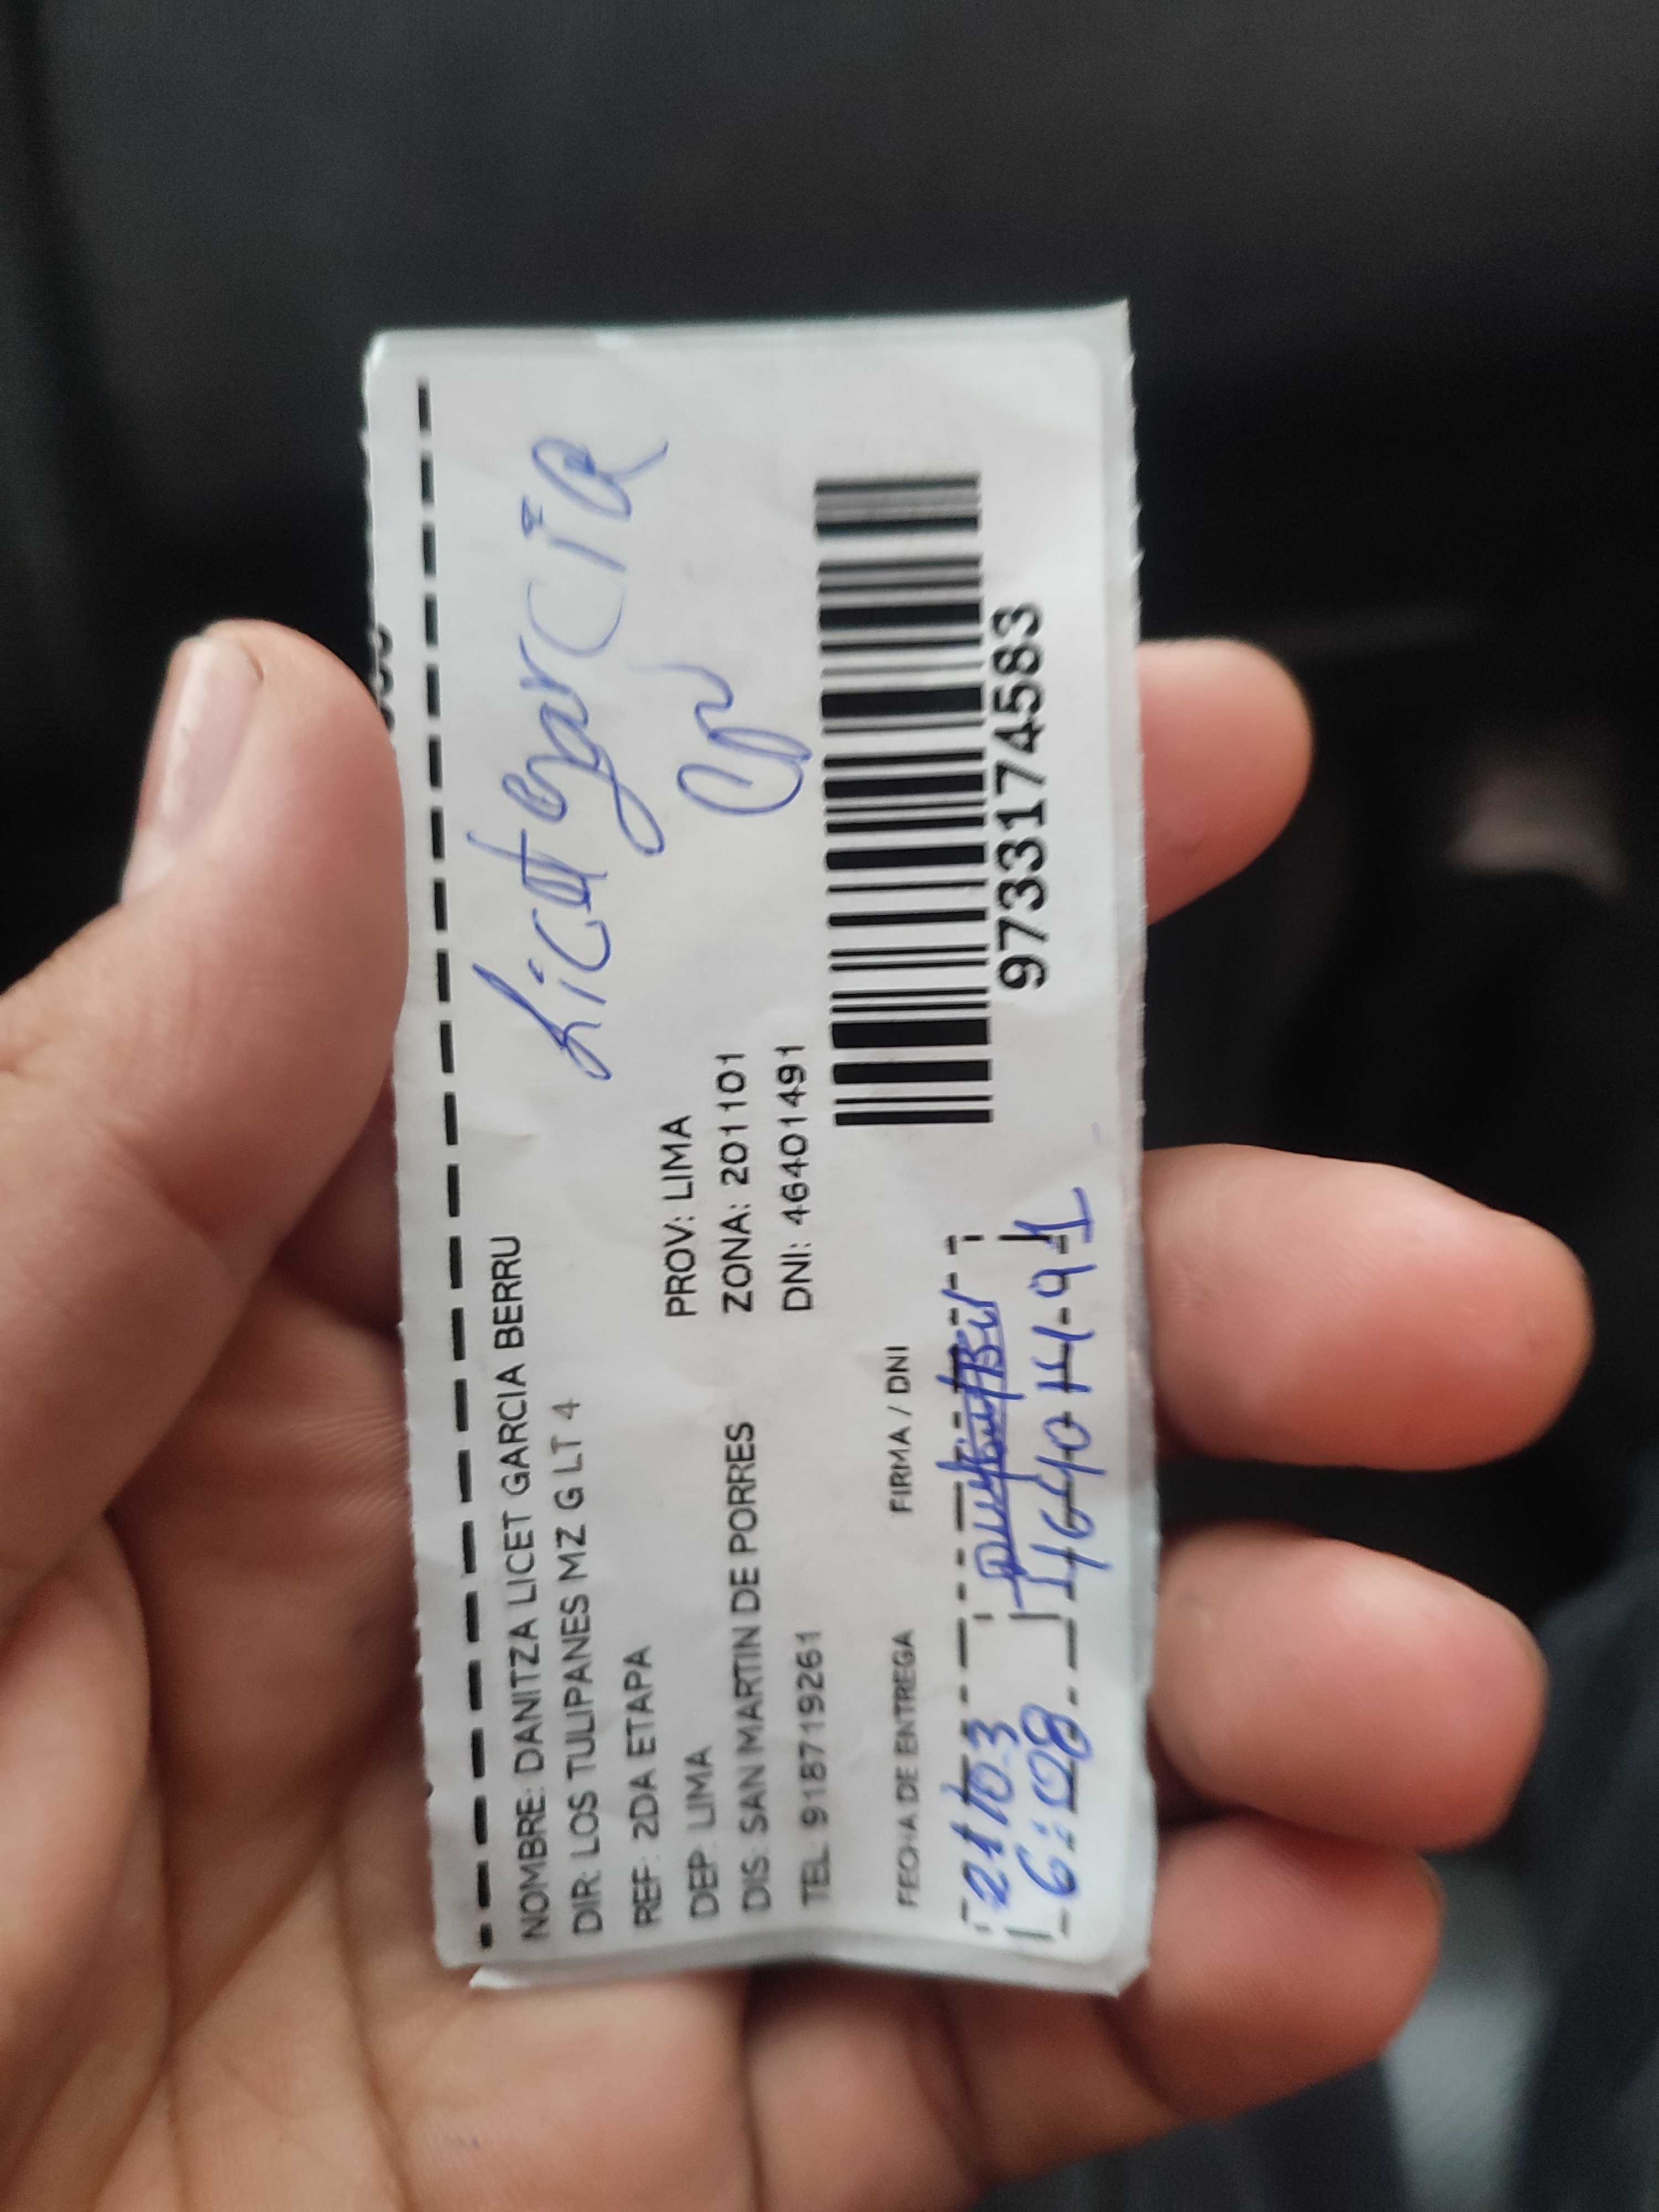 NOMBRE: DANITZA LICET GARCIA BERRU
DIR: LOS TULIPANES MZ G LT 4
REF: 2DA ETAPA
DEP: LIMA PROV: LIMA
DIS: SAN MARTIN DE PORRES ZONA: 201101
TEL: 918719261 DNI: 46401491
Licet garcia
FECHA DE ENTREGA FIRMA / DNI
21/03
6:08 46401491
9733174583